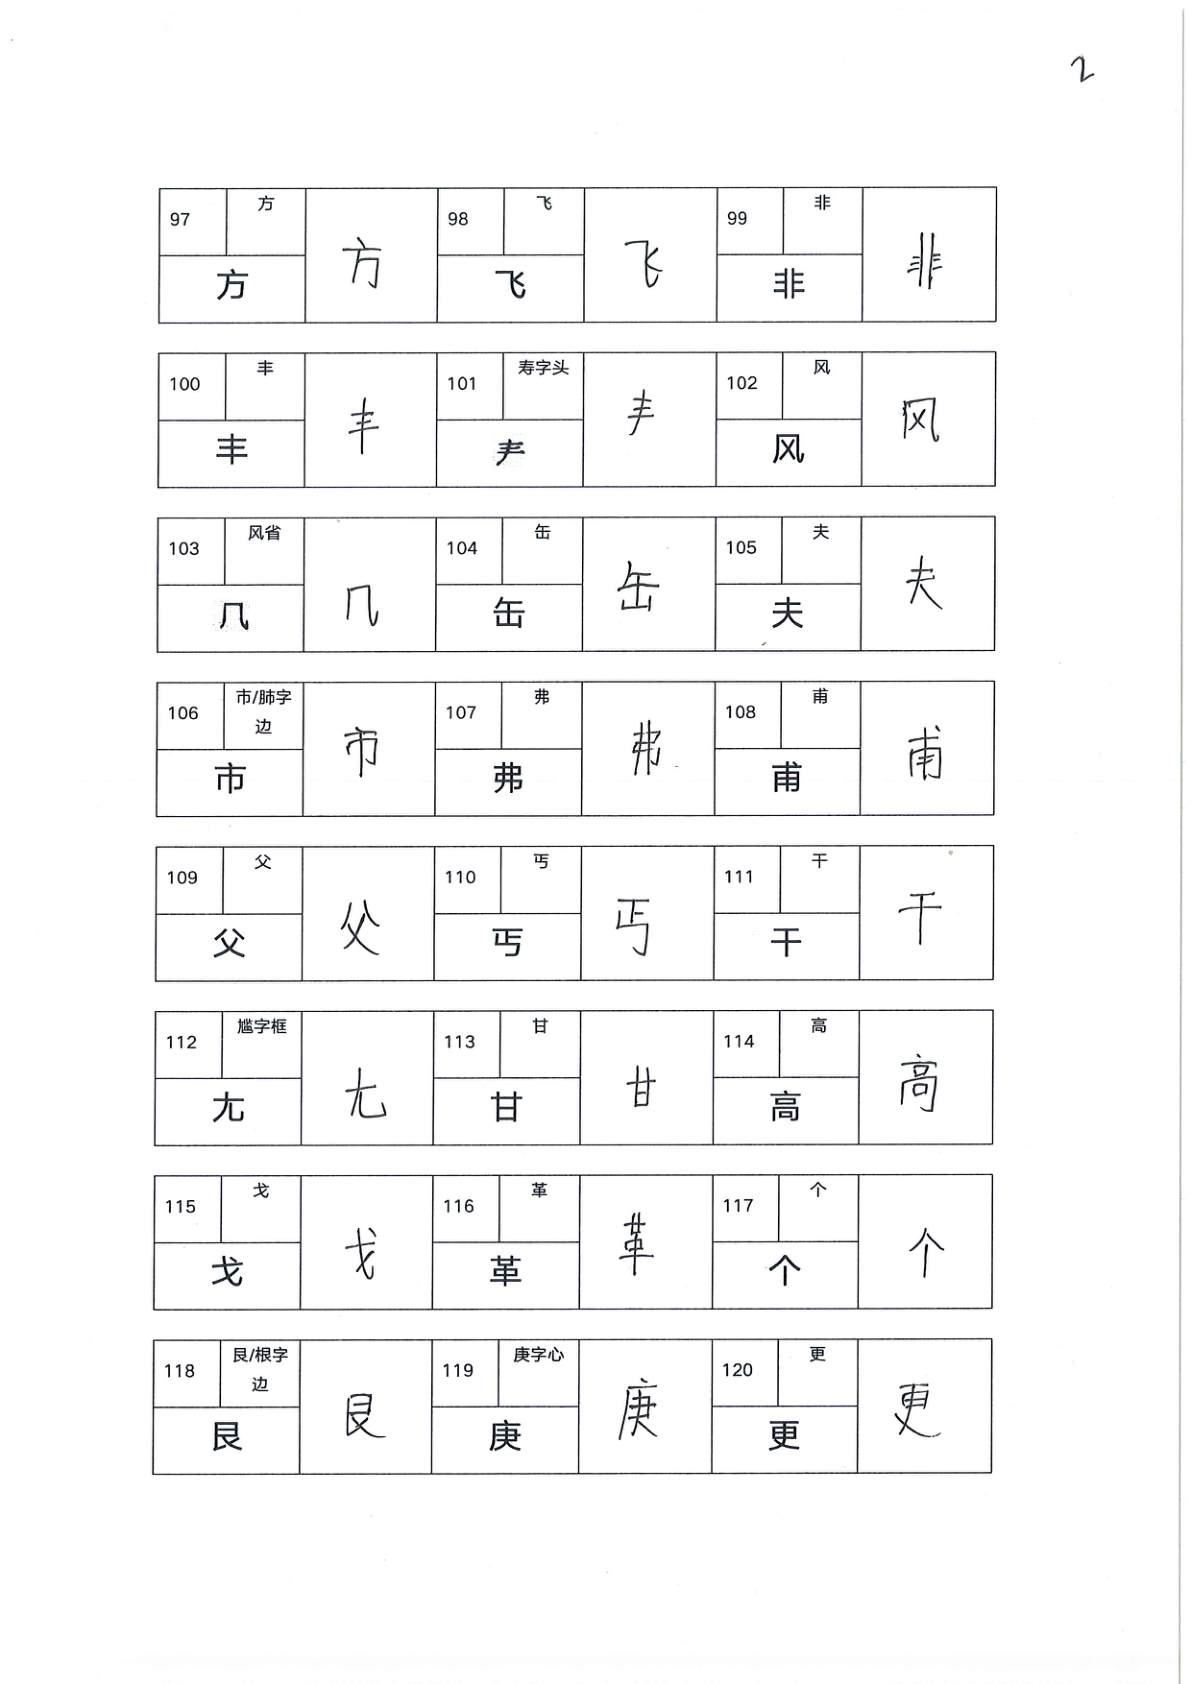 2
97 方 方 方
98 飞 飞 飞
99 非 非 非
100 丰 丰 丰
101 寿字头 龵 龵
102 风 风 风
103 风省 几 几
104 缶 缶 缶
105 夫 夫 夫
106 市/肺字边 市 市
107 弗 弗 弗
108 甫 甫 甫
109 父 父 父
110 丐 丐 丐
111 干 干 干
112 尴字框 尢 尢
113 甘 甘 甘
114 高 高 高
115 戈 戈 戈
116 革 革 革
117 个 个 个
118 艮/根字边 艮 艮
119 庚字心 庚 庚
120 更 更 更